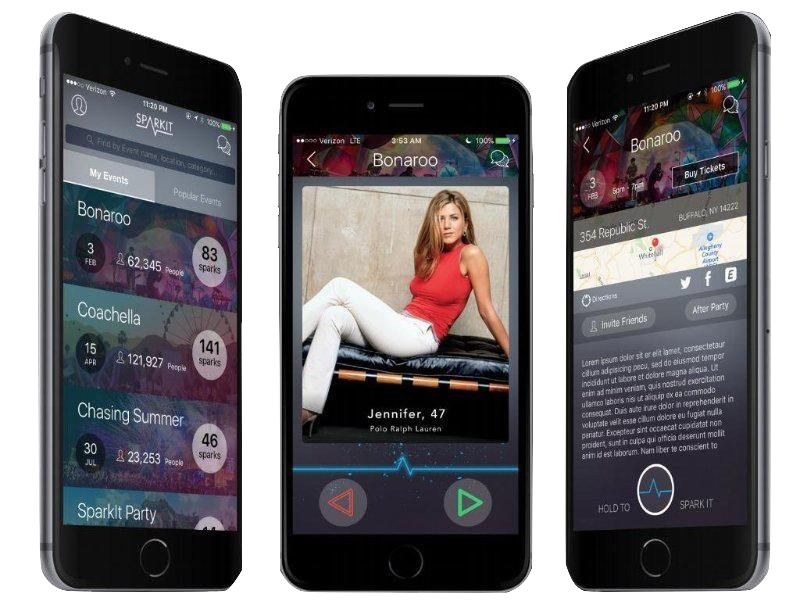 Verizon
11:20 PM
100%
SPARKIT
Find by Event name, location, category...
My Events
Popular Events
Bonaroo
3
FEB
62,345 People
83
sparks
Coachella
15
APR
121,927 People
141
sparks
Chasing Summer
30
JUL
23,253 People
46
sparks
SparkIt Party
Verizon LTE
3:53 AM
100%
Bonaroo
Jennifer, 47
Polo Ralph Lauren
Verizon
11:20 PM
100%
Bonaroo
3
FEB
5pm - 7pm
Buy Tickets
354 Republic St.
BUFFALO, NY 14222
Whitehall
Allegheny
County
Airport
Directions
Invite Friends
After Party
Lorem ipsum dolor sit er elit lamet, consectetaur
cillium adipisicing pecu, sed do eiusmod tempor
incididunt ut labore et dolore magna aliqua. Ut
enim ad minim veniam, quis nostrud exercitation
ullamco laboris nisi ut aliquip ex ea commodo
consequat. Duis aute irure dolor in reprehenderit in
voluptate velit esse cillum dolore eu fugiat nulla
pariatur. Excepteur sint occaecat cupidatat non
proident, sunt in culpa qui officia deserunt mollit
anim id est laborum. Nam liber te conscient to
HOLD TO
SPARK IT